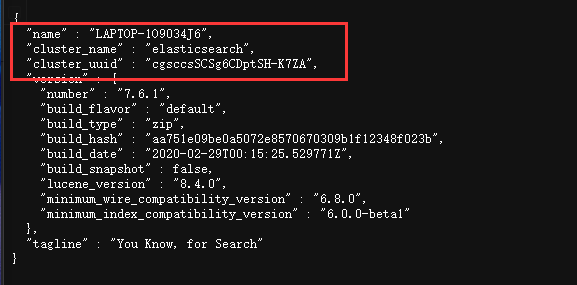 {
"name" : "LAPTOP-109034J6",
"cluster_name" : "elasticsearch",
"cluster_uuid" : "cgsccsSCSg6CDptSH-K7ZA",
"version" : {
"number" : "7.6.1",
"build_flavor" : "default",
"build_type" : "zip",
"build_hash" : "aa751e09be0a5072e8570670309b1f12348f023b",
"build_date" : "2020-02-29T00:15:25.529771Z",
"build_snapshot" : false,
"lucene_version" : "8.4.0",
"minimum_wire_compatibility_version" : "6.8.0",
"minimum_index_compatibility_version" : "6.0.0-beta1"
},
"tagline" : "You Know, for Search"
}